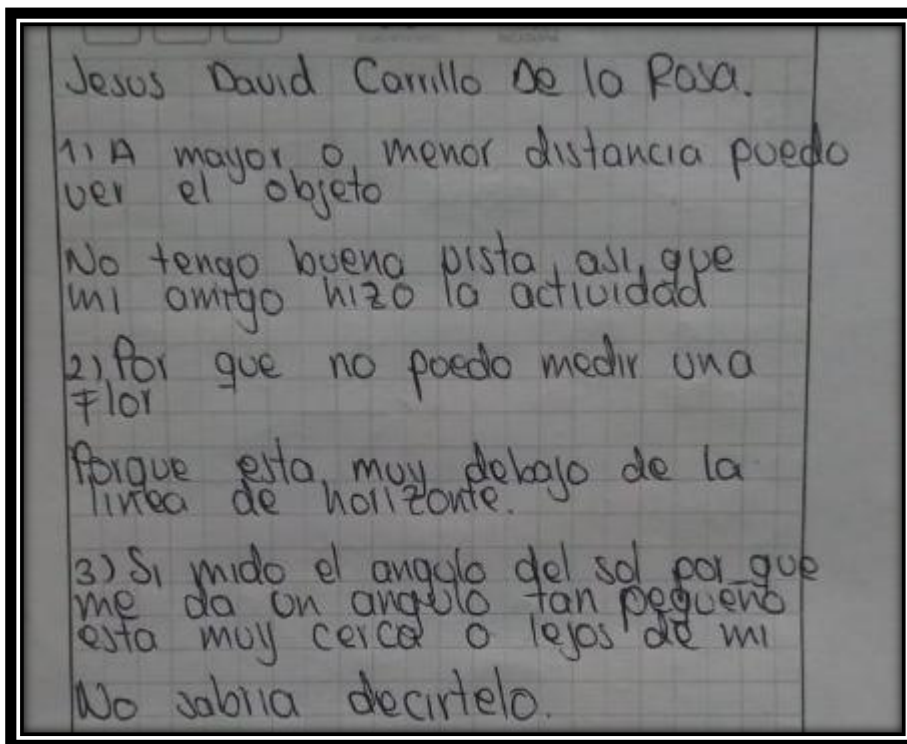 Jesus David Carrillo De la Rosa.
1) A mayor o menor distancia puedo
ver el objeto
No tengo buena vista, asi, que
mi amigo hizo la actividad
2) Por que no puedo medir una
Flor
Porque esta muy debajo de la
linea de horizonte.
3) Si mido el angulo del sol por que
me da un angulo tan pequeño
esta muy cerca o lejos de mi
No sabria decirtelo.